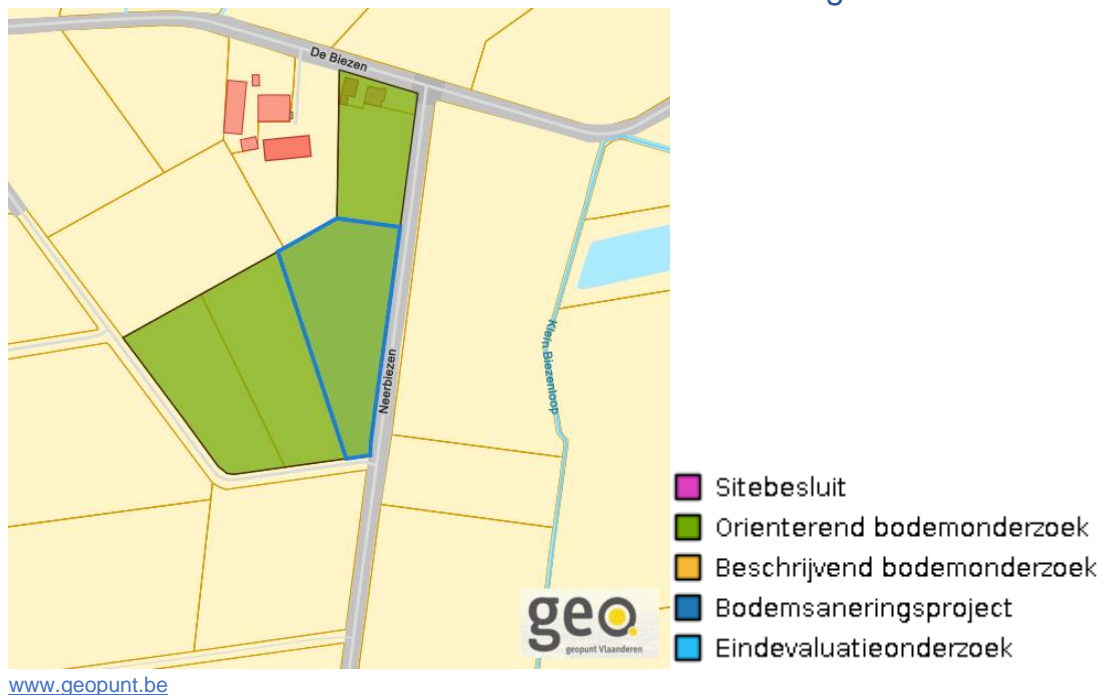 De Biezen
Neerbiezen
Klein Biezenloop
geo.
geopunt Vlaanderen
Sitebesluit
Orienterend bodemonderzoek
Beschrijvend bodemonderzoek
Bodemsaneringsproject
Eindevaluatieonderzoek
www.geopunt.be